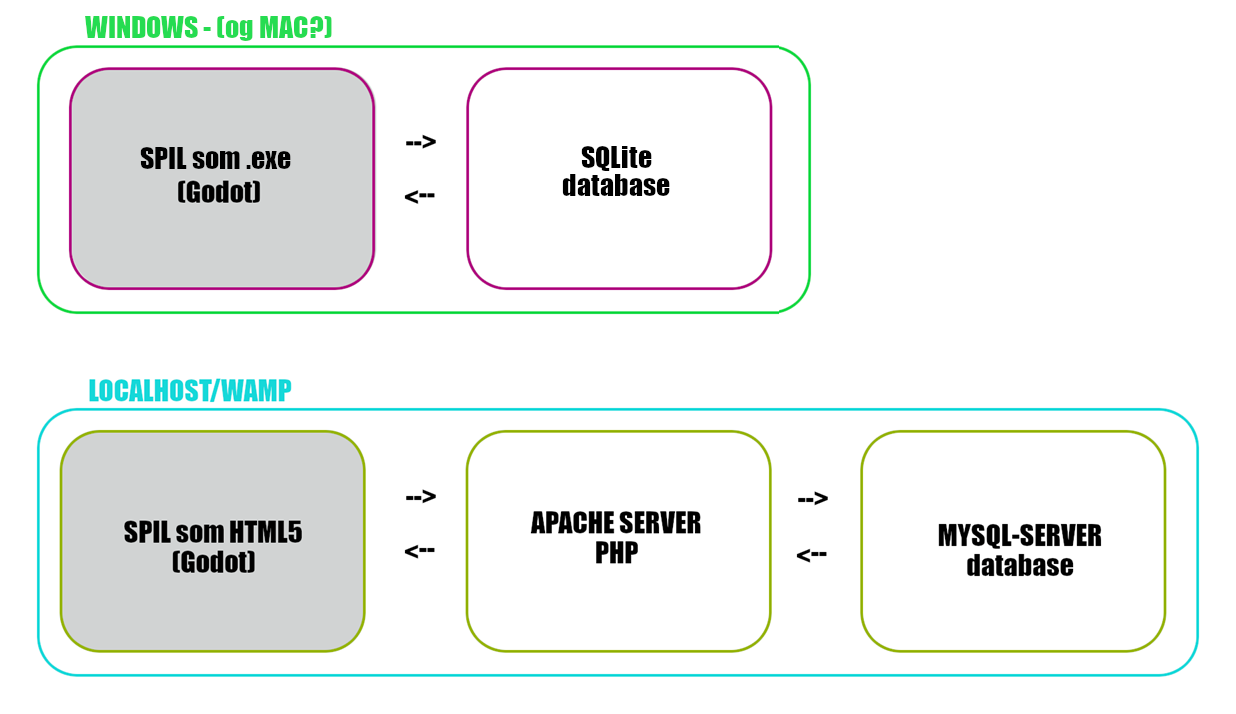 WINDOWS - (og MAC?)
SPIL som .exe
(Godot)
-->
<--
SQLite
database
LOCALHOST/WAMP
SPIL som HTML5
(Godot)
-->
<--
APACHE SERVER
PHP
-->
<--
MYSQL-SERVER
database